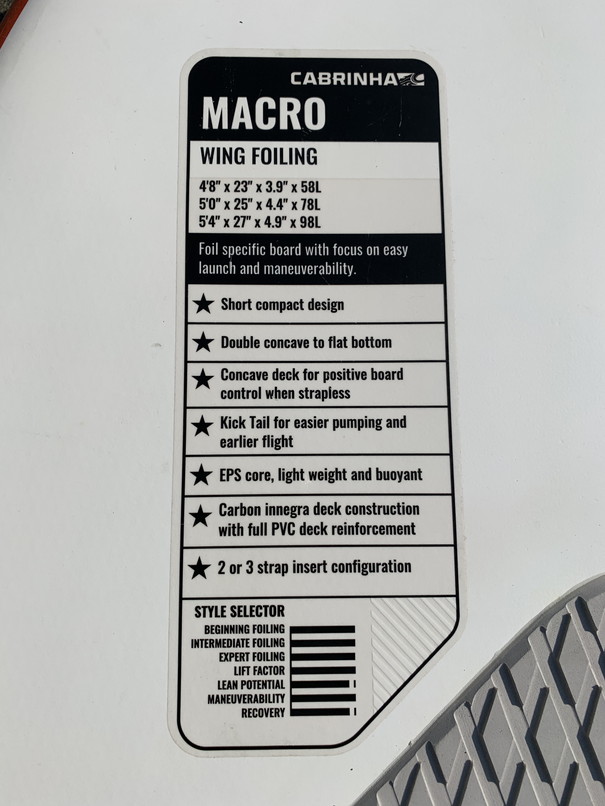 CABRINHA
MACRO
WING FOILING
4'8" x 23" x 3.9" x 58L
5'0" x 25" x 4.4" x 78L
5'4" x 27" x 4.9" x 98L
Foil specific board with focus on easy
launch and maneuverability.
Short compact design
Double concave to flat bottom
Concave deck for positive board
control when strapless
Kick Tail for easier pumping and
earlier flight
EPS core, light weight and buoyant
Carbon innegra deck construction
with full PVC deck reinforcement
2 or 3 strap insert configuration
STYLE SELECTOR
BEGINNING FOILING
INTERMEDIATE FOILING
EXPERT FOILING
LIFT FACTOR
LEAN POTENTIAL
MANEUVERABILITY
RECOVERY